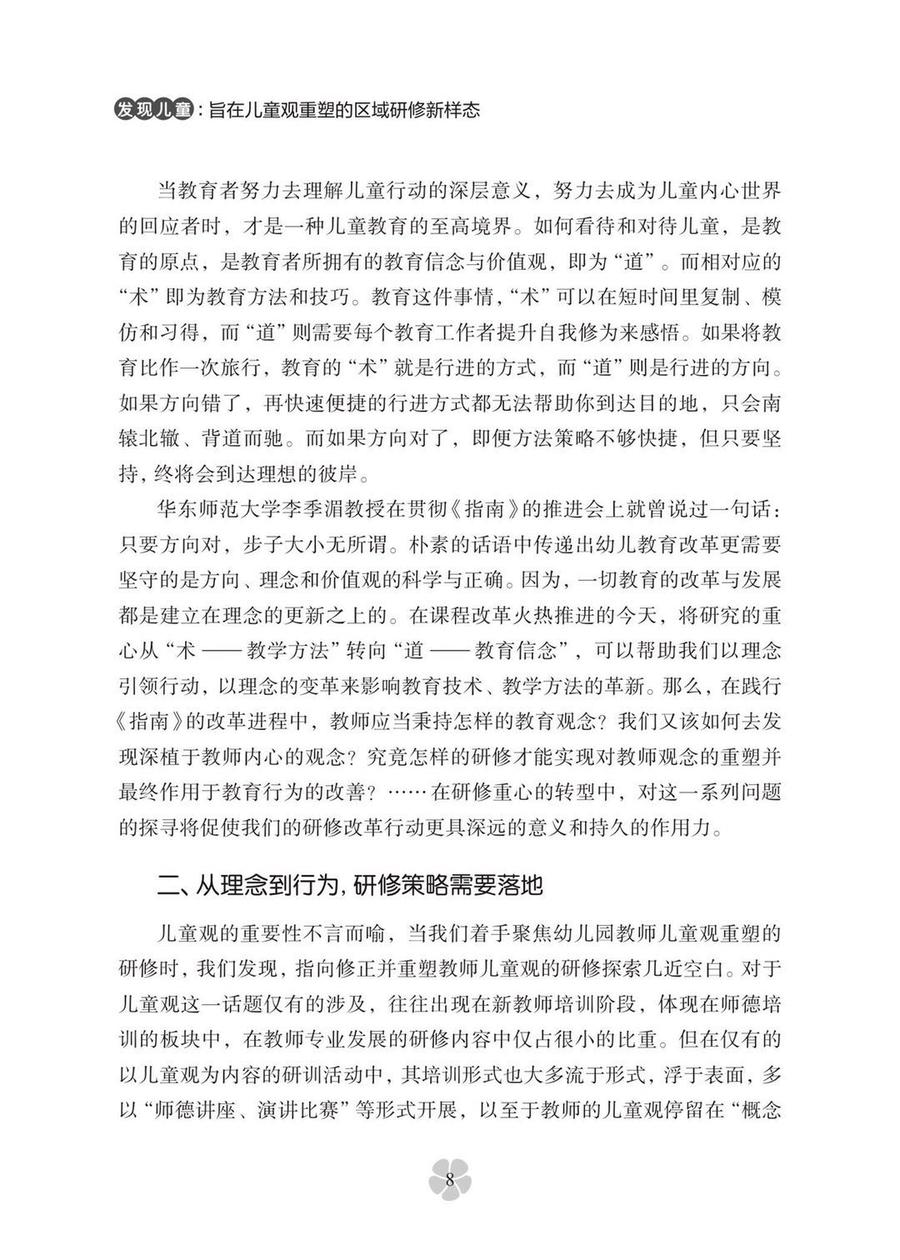 发现儿童:旨在儿童观重塑的区域研修新样态
当教育者努力去理解儿童行动的深层意义，努力去成为儿童内心世界
的回应者时，才是一种儿童教育的至高境界。如何看待和对待儿童，是教
育的原点，是教育者所拥有的教育信念与价值观，即为“道”。而相对应的
“术”即为教育方法和技巧。教育这件事情，“术”可以在短时间里复制、模
仿和习得，而“道”则需要每个教育工作者提升自我修为来感悟。如果将教
育比作一次旅行，教育的“术”就是行进的方式，而“道”则是行进的方向。
如果方向错了，再快速便捷的行进方式都无法帮助你到达目的地，只会南
辕北辙、背道而驰。而如果方向对了，即便方法策略不够快捷，但只要坚
持，终将会到达理想的彼岸。
华东师范大学李季湄教授在贯彻《指南》的推进会上就曾说过一句话：
只要方向对，步子大小无所谓。朴素的话语中传递出幼儿教育改革更需要
坚守的是方向、理念和价值观的科学与正确。因为，一切教育的改革与发展
都是建立在理念的更新之上的。在课程改革火热推进的今天，将研究的重
心从“术——教学方法”转向“道——教育信念”，可以帮助我们以理念
引领行动，以理念的变革来影响教育技术、教学方法的革新。那么，在践行
《指南》的改革进程中，教师应当秉持怎样的教育观念？我们又该如何去发
现深植于教师内心的观念？究竟怎样的研修才能实现对教师观念的重塑并
最终作用于教育行为的改善？……在研修重心的转型中，对这一系列问题
的探寻将促使我们的研修改革行动更具深远的意义和持久的作用力。
二、从理念到行为，研修策略需要落地
儿童观的重要性不言而喻，当我们着手聚焦幼儿园教师儿童观重塑的
研修时，我们发现，指向修正并重塑教师儿童观的研修探索几近空白。对于
儿童观这一话题仅有的涉及，往往出现在新教师培训阶段，体现在师德培
训的板块中，在教师专业发展的研修内容中仅占很小的比重。但在仅有的
以儿童观为内容的研训活动中，其培训形式也大多流于形式，浮于表面，多
以“师德讲座、演讲比赛”等形式开展，以至于教师的儿童观停留在“概念
8